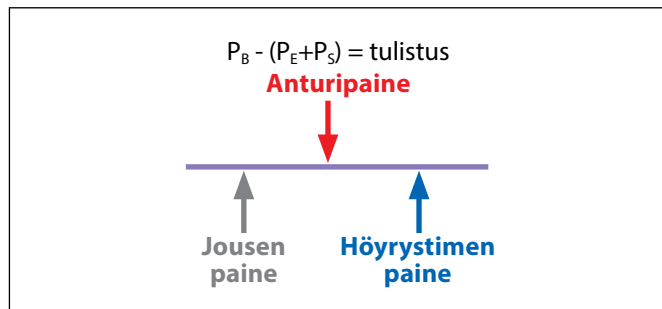 P_B - (P_E+P_S) = tulistus
Anturipaine
Jousen
paine
Höyrystimen
paine